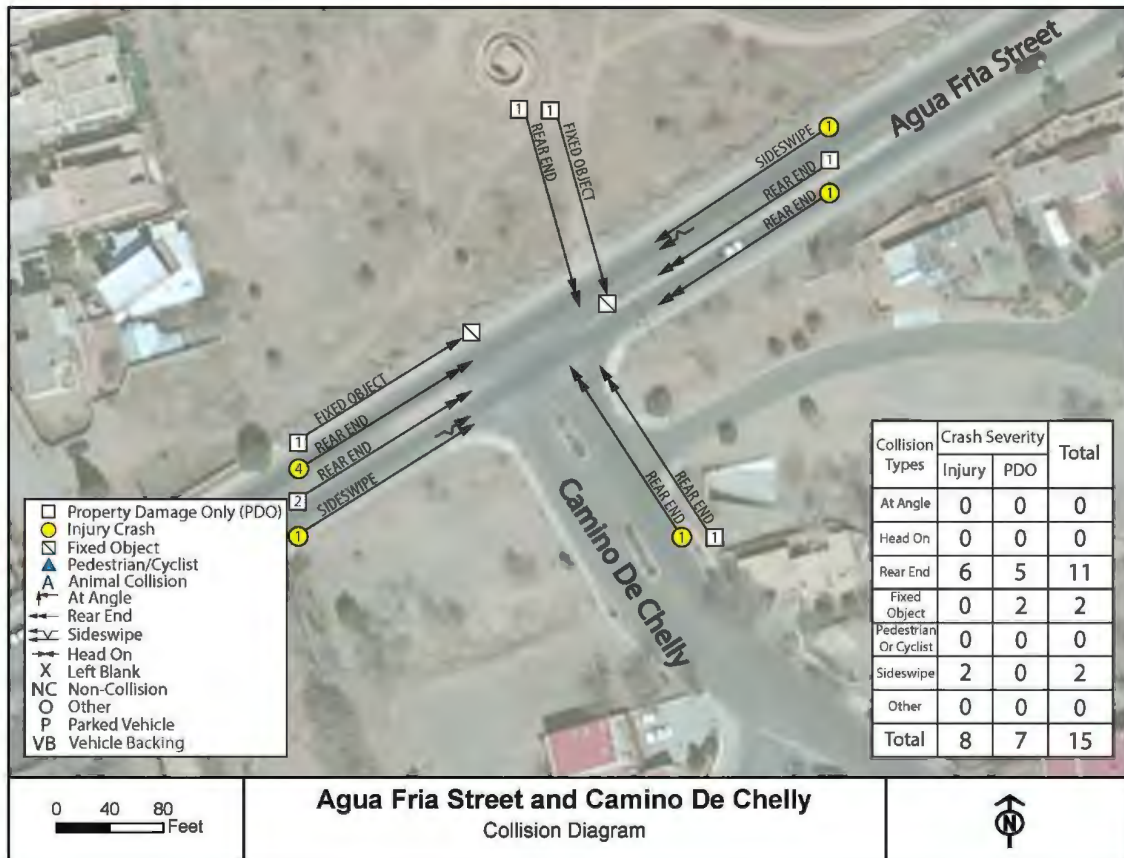 Agua Fria Street
1
1
REAR END
FIXED OBJECT
SIDESWIPE
1
REAR END
1
REAR END
1
FIXED OBJECT
1
REAR END
4
REAR END
2
SIDESWIPE
1
REAR END
1
REAR END
1
Camino De Chelly
Property Damage Only (PDO)
Injury Crash
Fixed Object
Pedestrian/Cyclist
A Animal Collision
At Angle
Rear End
Sideswipe
Head On
X Left Blank
NC Non-Collision
O Other
P Parked Vehicle
VB Vehicle Backing
Collision Types Crash Severity Total
Injury PDO
At Angle 0 0 0
Head On 0 0 0
Rear End 6 5 11
Fixed Object 0 2 2
Pedestrian Or Cyclist 0 0 0
Sideswipe 2 0 2
Other 0 0 0
Total 8 7 15
0 40 80
Feet
Agua Fria Street and Camino De Chelly
Collision Diagram
N